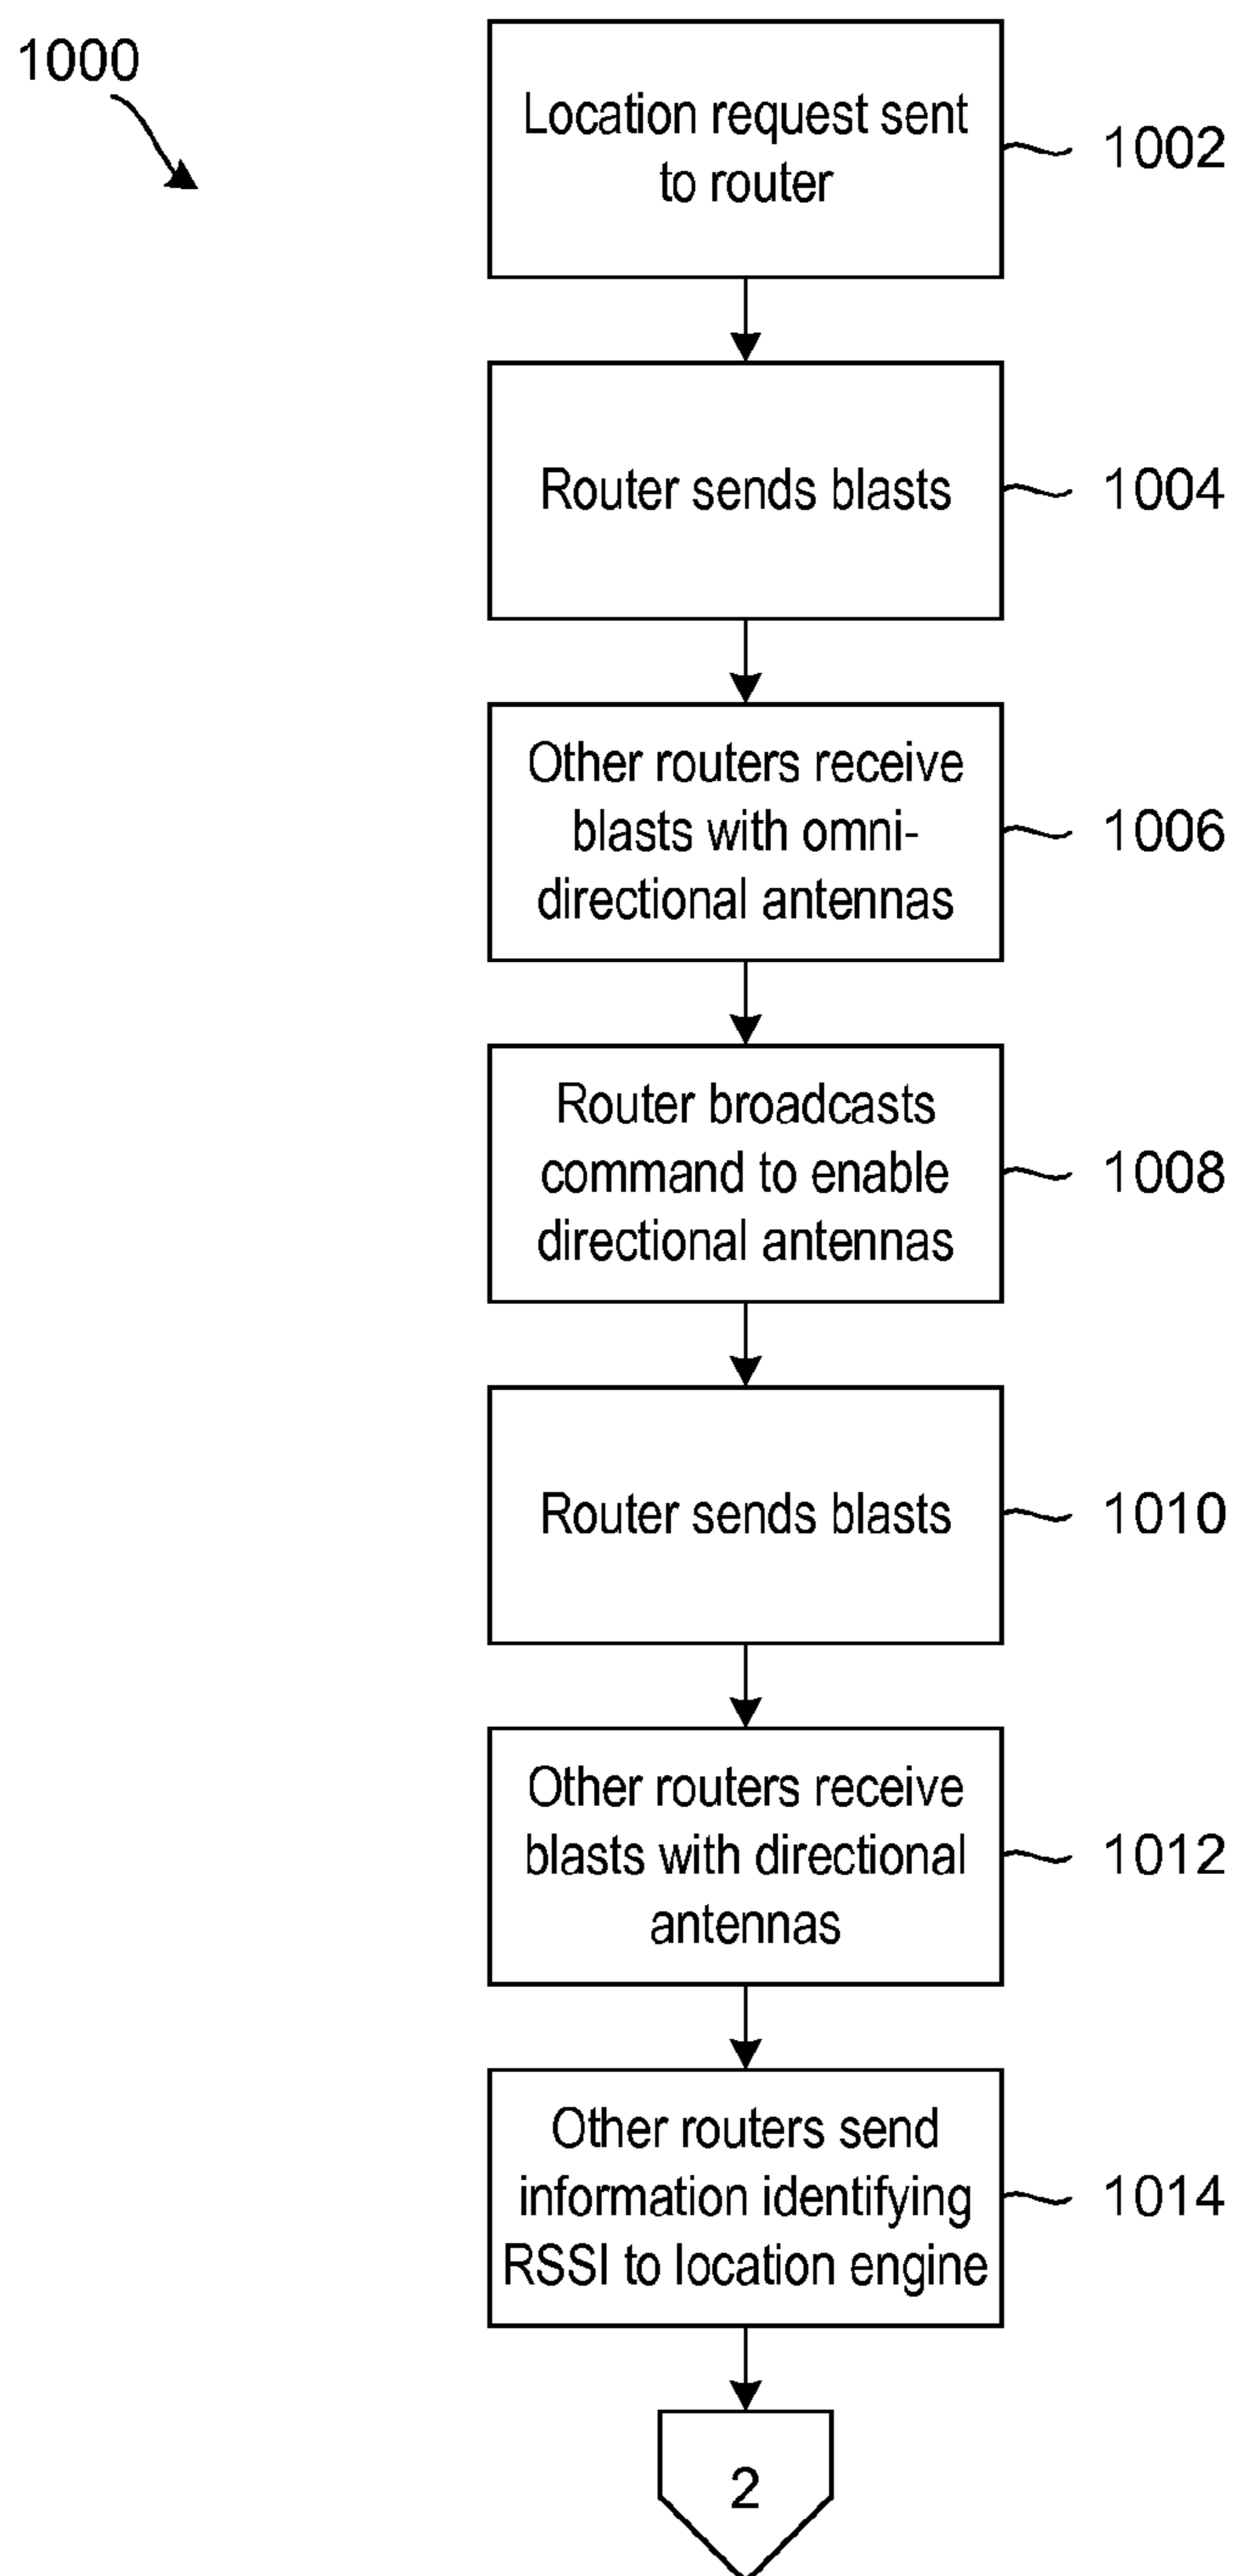 1000
Location request sent
to router
1002
Router sends blasts
1004
Other routers receive
blasts with omni-
directional antennas
1006
Router broadcasts
command to enable
directional antennas
1008
Router sends blasts
1010
Other routers receive
blasts with directional
antennas
1012
Other routers send
information identifying
RSSI to location engine
1014
2